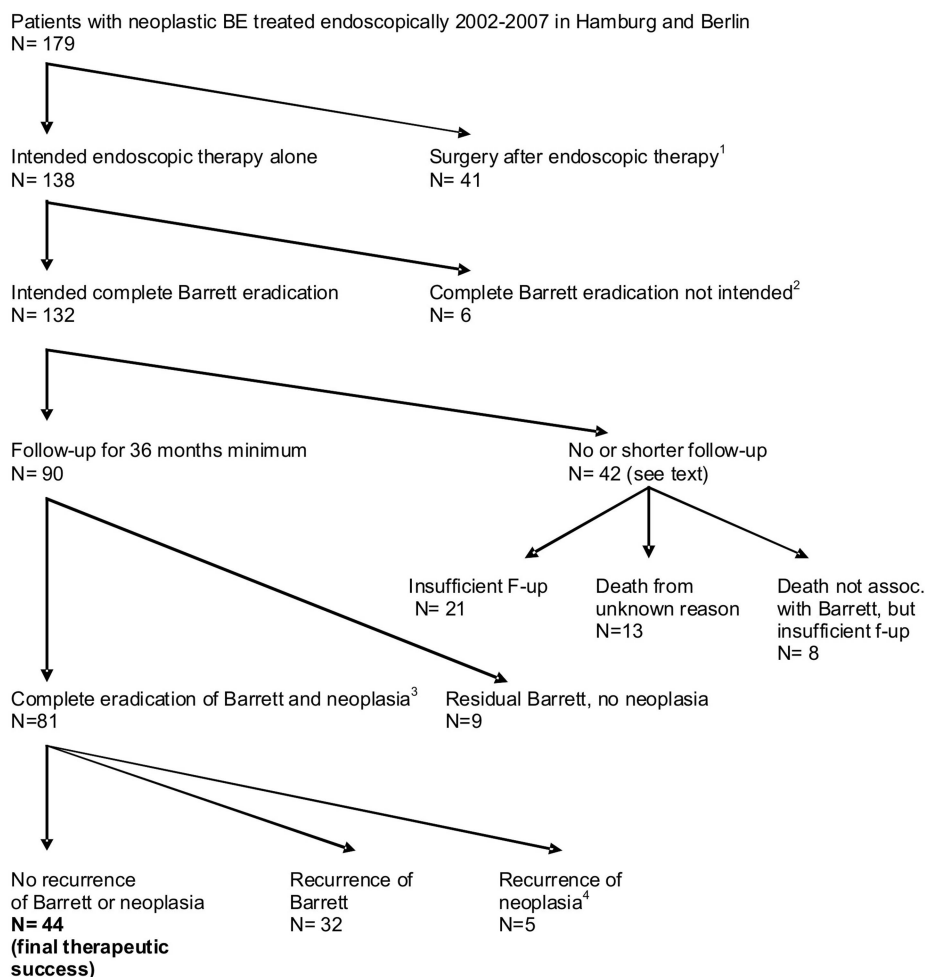 Patients with neoplastic BE treated endoscopically 2002-2007 in Hamburg and Berlin
N= 179
Intended endoscopic therapy alone
N= 138
Surgery after endoscopic therapy¹
N= 41
Intended complete Barrett eradication
N= 132
Complete Barrett eradication not intended²
N= 6
Follow-up for 36 months minimum
N= 90
No or shorter follow-up
N= 42 (see text)
Insufficient F-up
N= 21
Death from
unknown reason
N=13
Death not assoc.
with Barrett, but
insufficient f-up
N= 8
Complete eradication of Barrett and neoplasia³
N=81
Residual Barrett, no neoplasia
N=9
No recurrence
of Barrett or neoplasia
N= 44
(final therapeutic
success)
Recurrence of
Barrett
N= 32
Recurrence of
neoplasia⁴
N=5